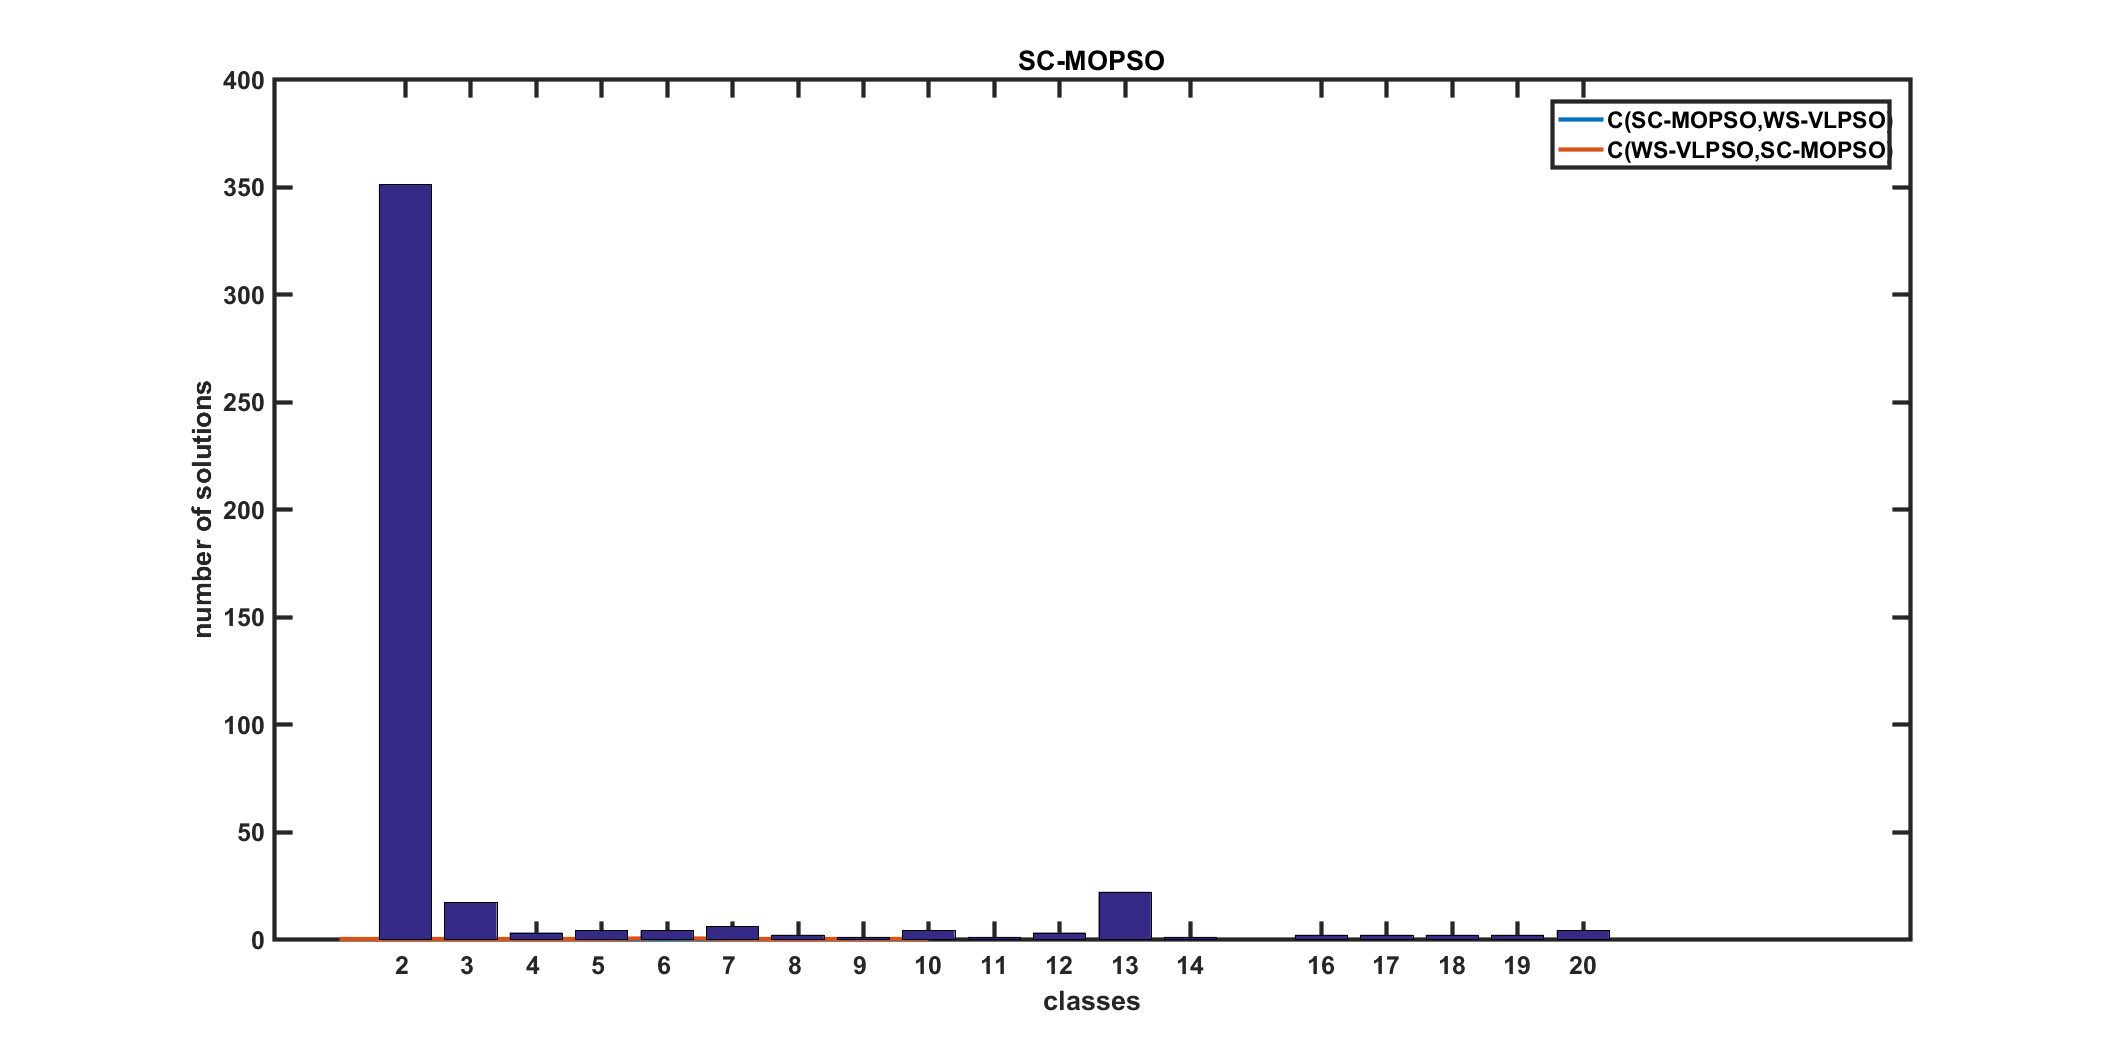 SC-MOPSO
400
350
300
250
200
150
100
50
0
number of solutions
C(SC-MOPSO,WS-VLPSO)
C(WS-VLPSO,SC-MOPSO)
2 3 4 5 6 7 8 9 10 11 12 13 14 16 17 18 19 20
classes